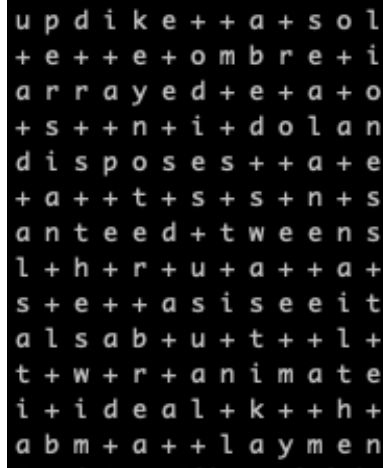 u p d i k e + + a + s o l
+ e + + e + o m b r e + i
a r r a y e d + e + a + o
+ s + + n + i + d o l a n
d i s p o s e s + + a + e
+ a + + t + s + s + n + s
a n t e e d + t w e e n s
l + h + r + u + a + + a +
s + e + + a s i s e e i t
a l s a b + u + t + + l +
t + w + r + a n i m a t e
i + i d e a l + k + + h +
a b m + a + + l a y m e n